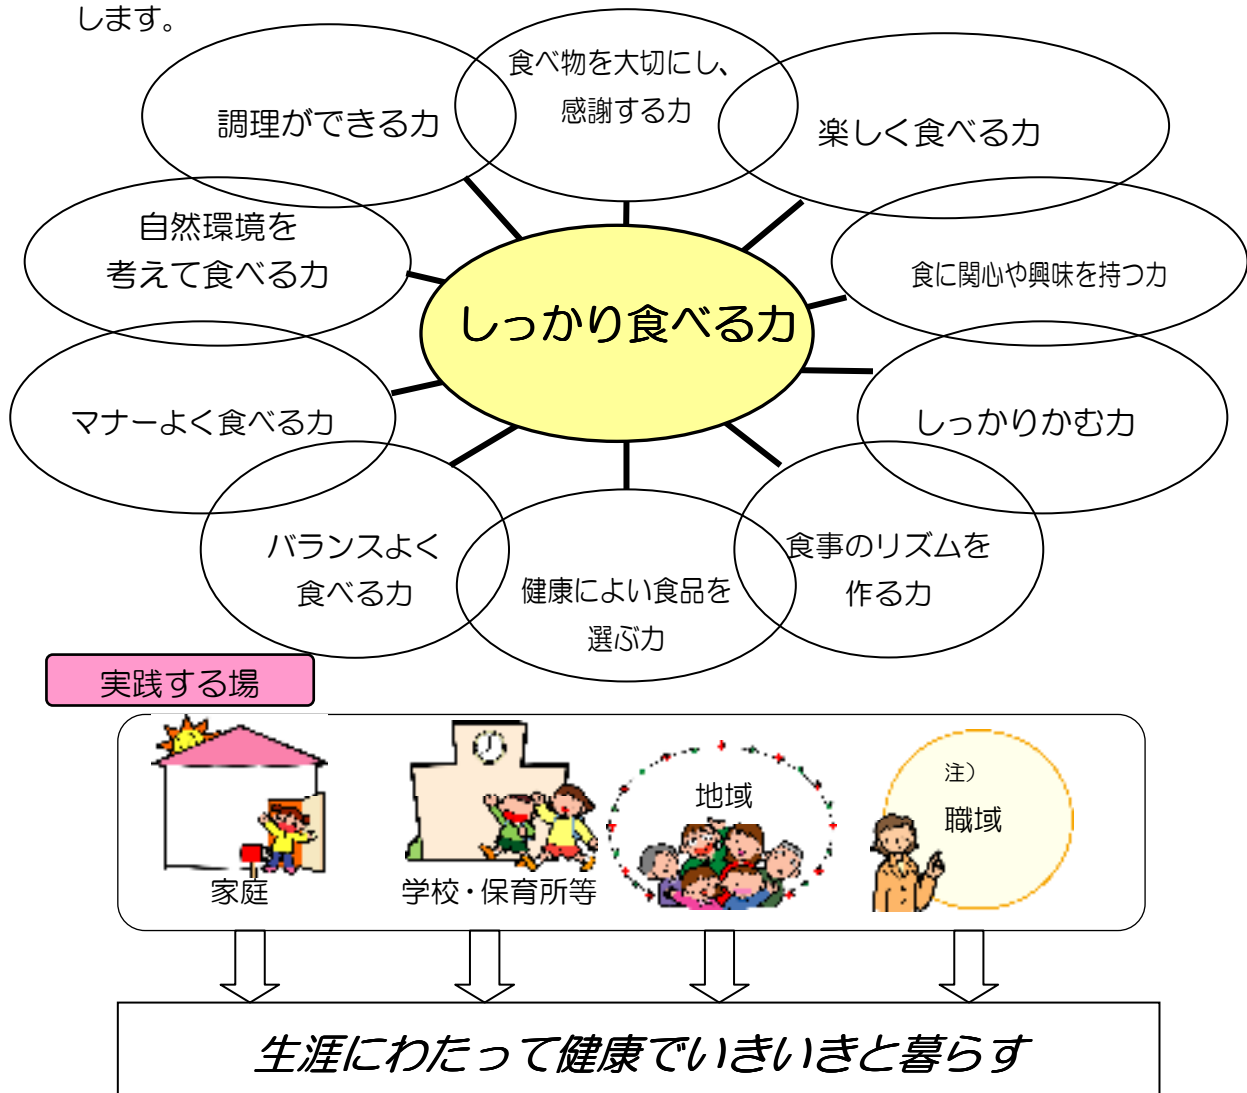 します。
食べ物を大切にし、
感謝する力
調理ができる力
楽しく食べる力
自然環境を
考えて食べる力
食に関心や興味を持つ力
しっかり食べる力
マナーよく食べる力
しっかりかむ力
バランスよく
食べる力
健康によい食品を
選ぶ力
食事のリズムを
作る力
実践する場
家庭
学校・保育所等
地域
注）
職域
生涯にわたって健康でいきいきと暮らす